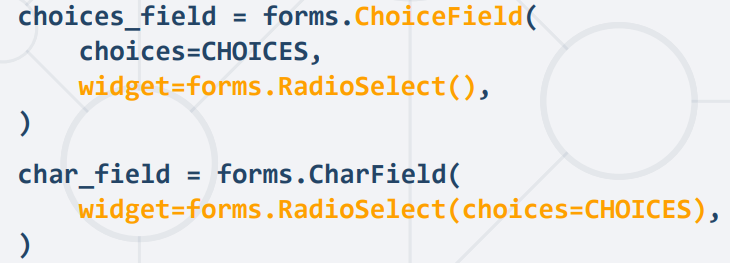 choices_field = forms.ChoiceField(
    choices=CHOICES,
    widget=forms.RadioSelect(),
)
char_field = forms.CharField(
    widget=forms.RadioSelect(choices=CHOICES),
)